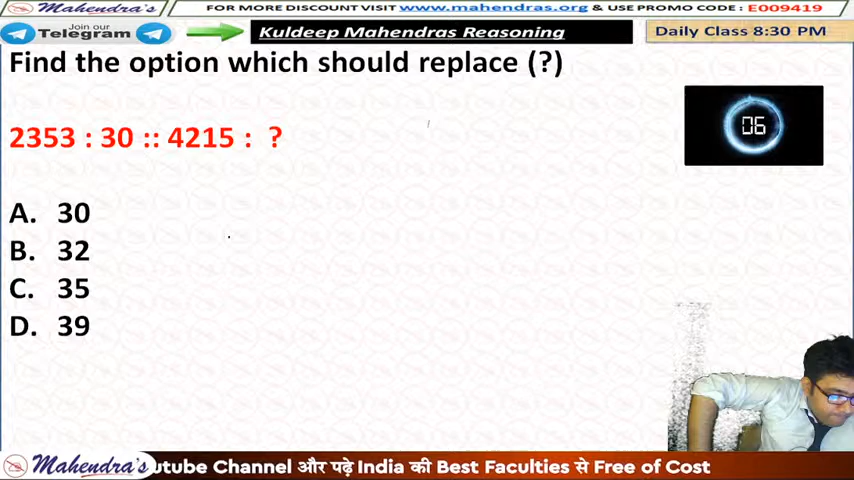 Mahendra's
FOR MORE DISCOUNT VISIT www.mahendras.org & USE PROMO CODE : E009419
Join our
Telegram
Kuldeep Mahendras Reasoning
Daily Class 8:30 PM
Find the option which should replace (?)
06
2353 : 30 :: 4215 : ?
A. 30
B. 32
C. 35
D. 39
Mahendra's
utube Channel और पढ़े India की Best Faculties से Free of Cost